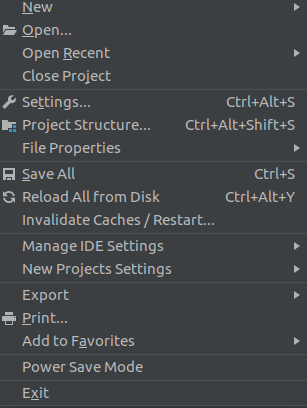 New
Open...
Open Recent
Close Project
Settings... Ctrl+Alt+S
Project Structure... Ctrl+Alt+Shift+S
File Properties
Save All Ctrl+S
Reload All from Disk Ctrl+Alt+Y
Invalidate Caches / Restart...
Manage IDE Settings
New Projects Settings
Export
Print...
Add to Favorites
Power Save Mode
Exit